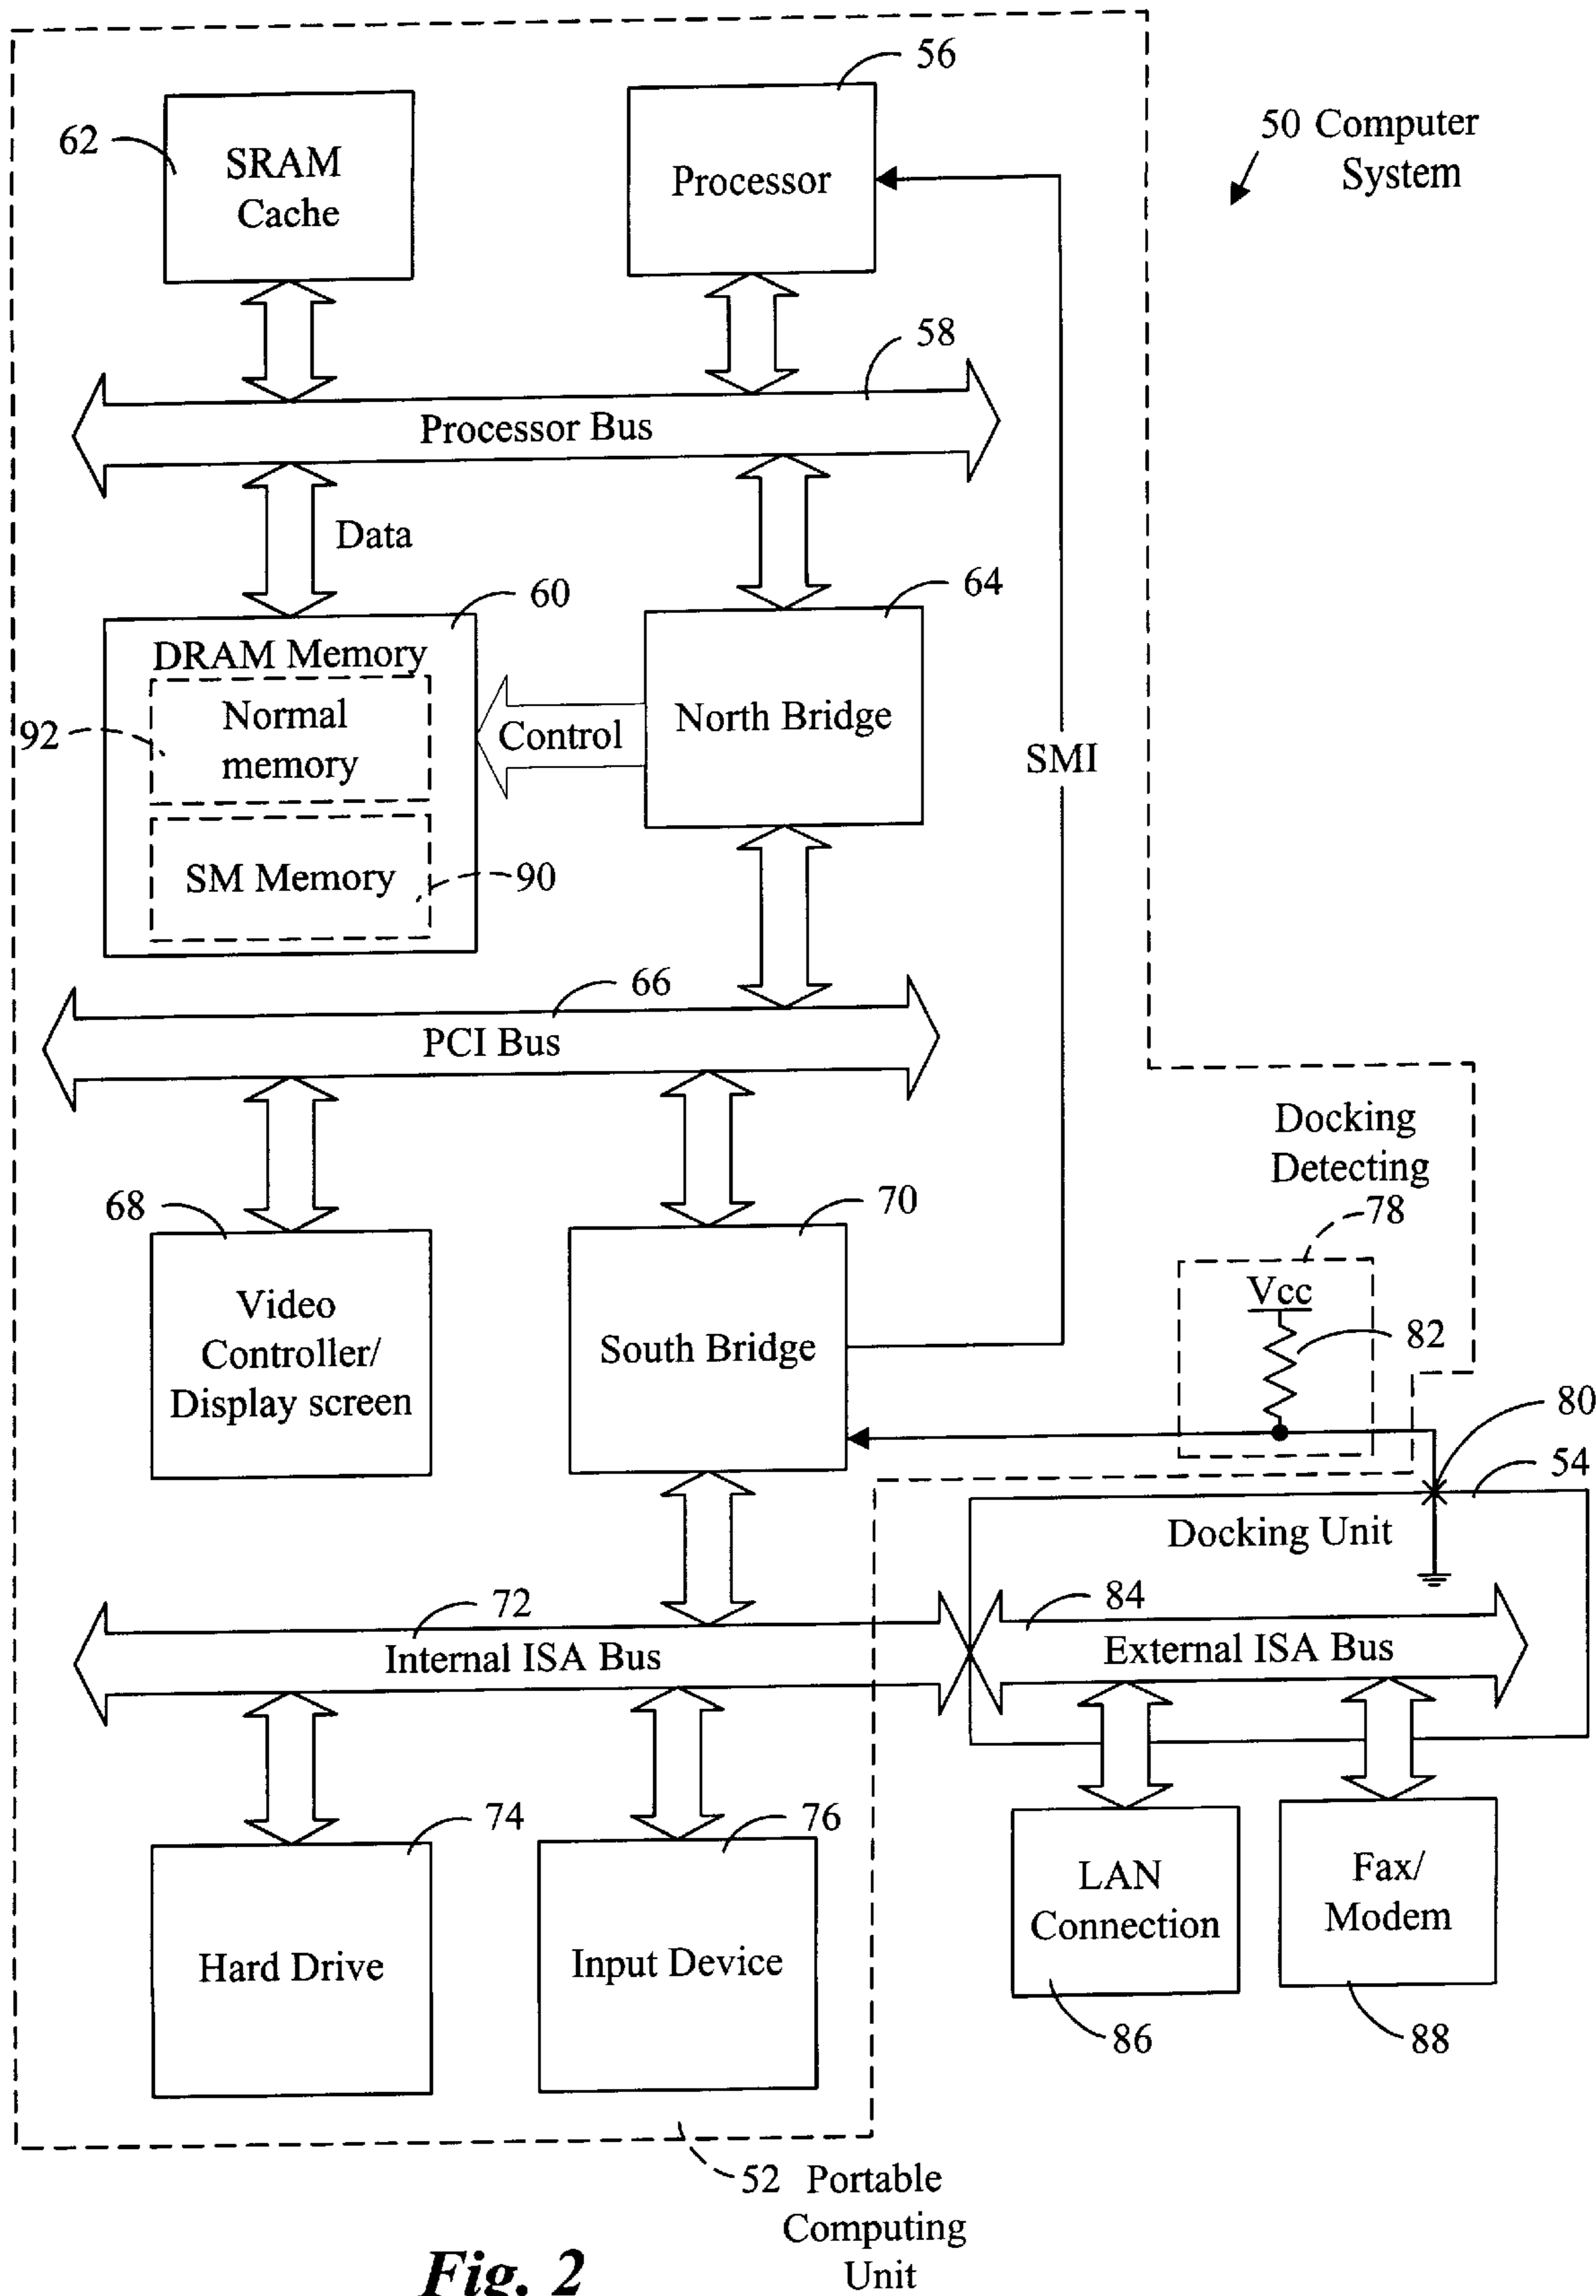 56
62
SRAM
Cache
Processor
50 Computer
System
58
Processor Bus
Data
60
64
DRAM Memory
Normal
memory
92
Control
North Bridge
SMI
SM Memory
90
66
PCI Bus
Docking
Detecting
78
68
70
Video
Controller/
Display screen
South Bridge
Vcc
82
80
54
Docking Unit
72
84
Internal ISA Bus
External ISA Bus
74
76
Hard Drive
Input Device
LAN
Connection
Fax/
Modem
86
88
52 Portable
Computing
Unit
Fig. 2